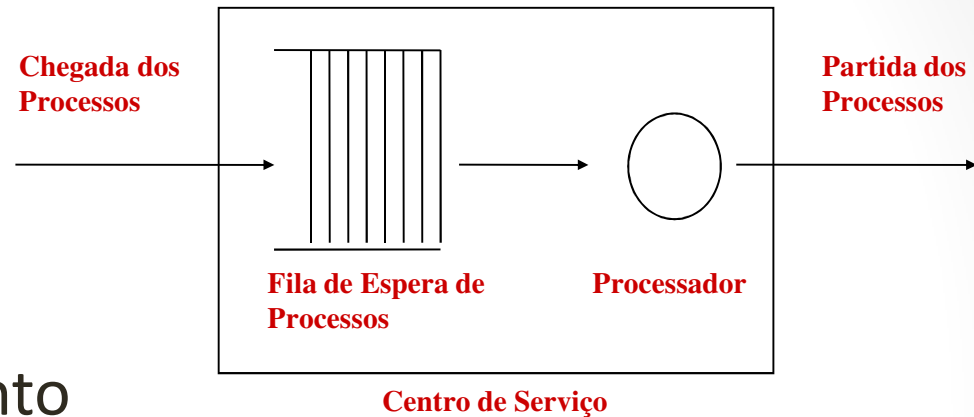 Chegada dos
Processos
Partida dos
Processos
Fila de Espera de
Processos
Processador
nto
Centro de Serviço